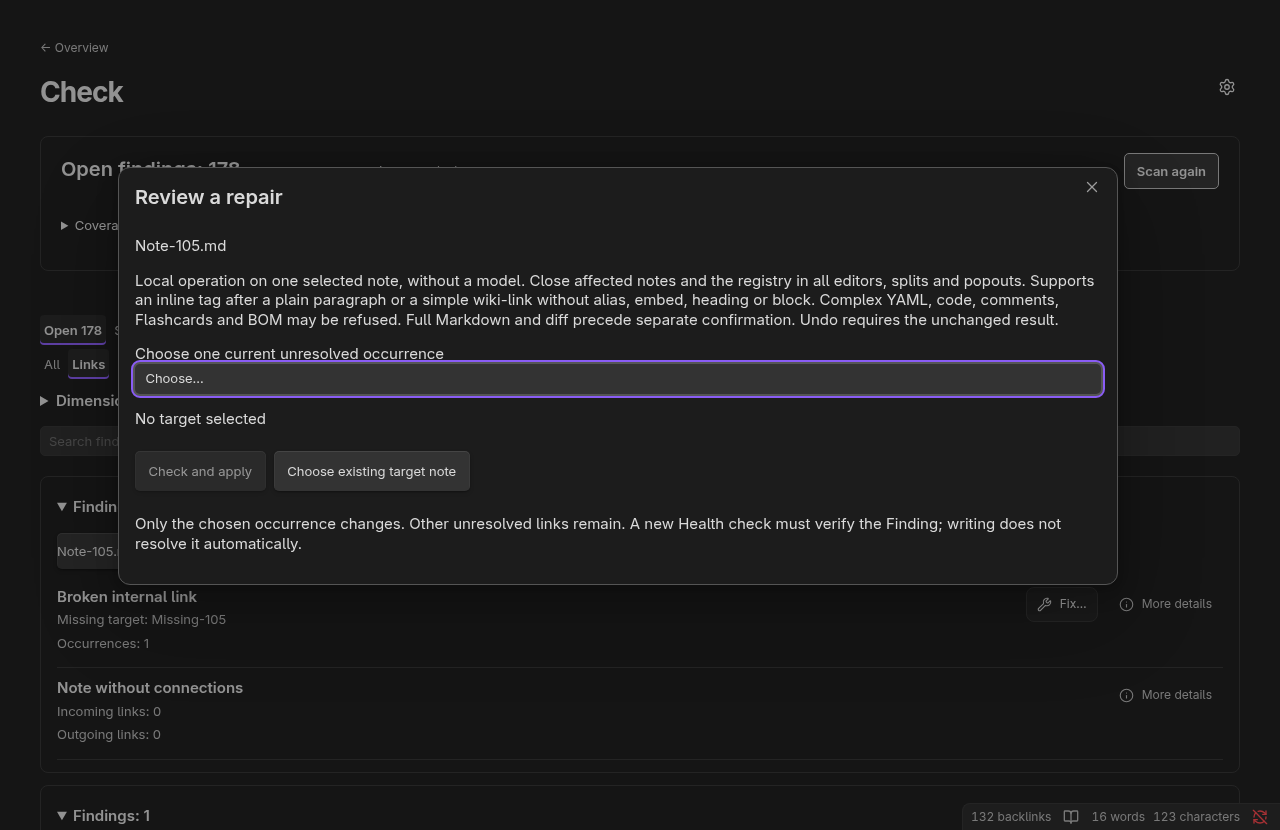 ← Overview
Check
Open findings: 178
Scan again
Review a repair
Covera
Note-105.md
Local operation on one selected note, without a model. Close affected notes and the registry in all editors, splits and popouts. Supports
an inline tag after a plain paragraph or a simple wiki-link without alias, embed, heading or block. Complex YAML, code, comments,
Flashcards and BOM may be refused. Full Markdown and diff precede separate confirmation. Undo requires the unchanged result.
Open 178
Choose one current unresolved occurrence
All Links
Choose...
Dimensio
No target selected
Search find
Check and apply
Choose existing target note
Findin
Only the chosen occurrence changes. Other unresolved links remain. A new Health check must verify the Finding; writing does not
resolve it automatically.
Note-105.
Broken internal link
Missing target: Missing-105
Occurrences: 1
Fix...
More details
Note without connections
Incoming links: 0
Outgoing links: 0
More details
Findings: 1
132 backlinks 16 words 123 characters